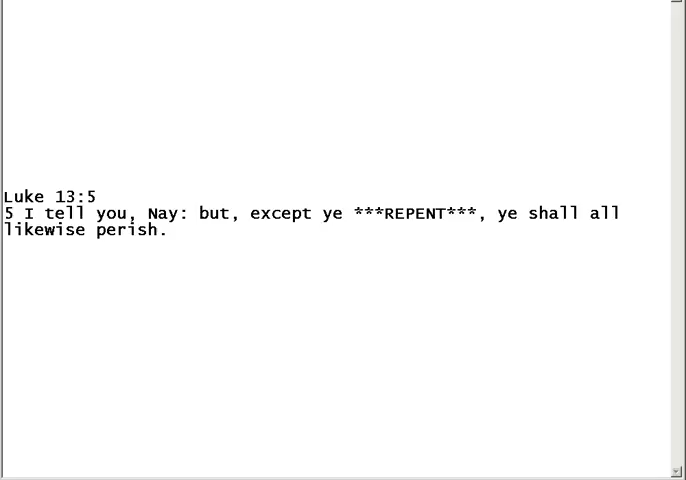 Luke 13:5
5 I tell you, Nay: but, except ye ***REPENT***, ye shall all
likewise perish.